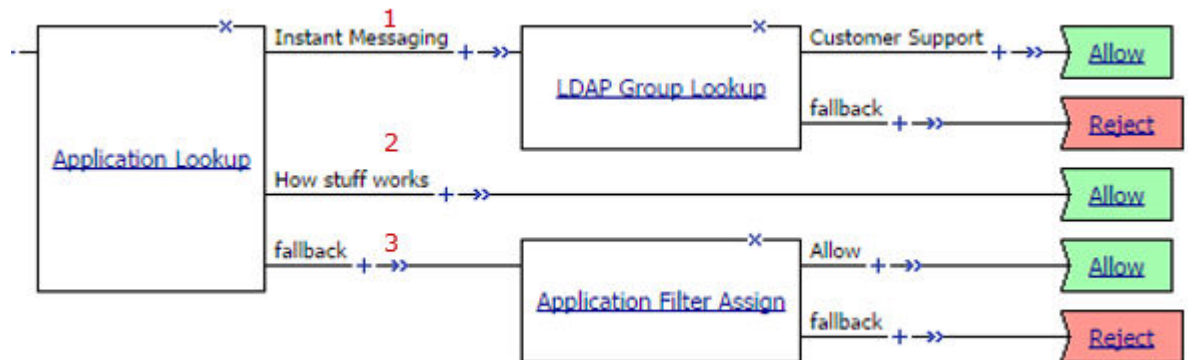 1
Instant Messaging
Customer Support
Allow
LDAP Group Lookup
fallback
Reject
2
Application Lookup
How stuff works
Allow
3
fallback
Allow
Allow
Application Filter Assign
fallback
Reject